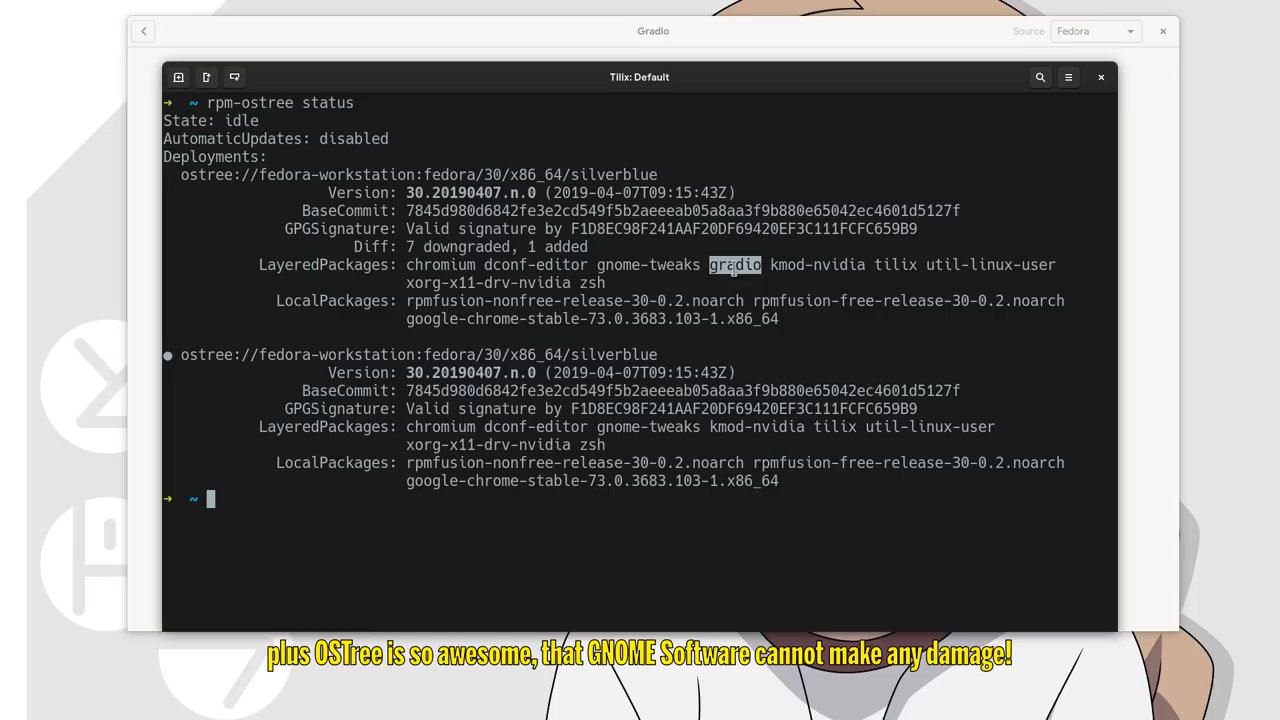 Gradio
Source
Fedora
Tilix: Default
→ ~ rpm-ostree status
State: idle
AutomaticUpdates: disabled
Deployments:
ostree://fedora-workstation:fedora/30/x86_64/silverblue
Version: 30.20190407.n.0 (2019-04-07T09:15:43Z)
BaseCommit: 7845d980d6842fe3e2cd549f5b2aeeeab05a8aa3f9b880e65042ec4601d5127f
GPGSignature: Valid signature by F1D8EC98F241AAF20DF69420EF3C111FCFC659B9
Diff: 7 downgraded, 1 added
LayeredPackages: chromium dconf-editor gnome-tweaks gradio kmod-nvidia tilix util-linux-user
xorg-x11-drv-nvidia zsh
LocalPackages: rpmfusion-nonfree-release-30-0.2.noarch rpmfusion-free-release-30-0.2.noarch
google-chrome-stable-73.0.3683.103-1.x86_64
● ostree://fedora-workstation:fedora/30/x86_64/silverblue
Version: 30.20190407.n.0 (2019-04-07T09:15:43Z)
BaseCommit: 7845d980d6842fe3e2cd549f5b2aeeeab05a8aa3f9b880e65042ec4601d5127f
GPGSignature: Valid signature by F1D8EC98F241AAF20DF69420EF3C111FCFC659B9
LayeredPackages: chromium dconf-editor gnome-tweaks kmod-nvidia tilix util-linux-user
xorg-x11-drv-nvidia zsh
LocalPackages: rpmfusion-nonfree-release-30-0.2.noarch rpmfusion-free-release-30-0.2.noarch
google-chrome-stable-73.0.3683.103-1.x86_64
→ ~
plus OSTree is so awesome, that GNOME Software cannot make any damage!